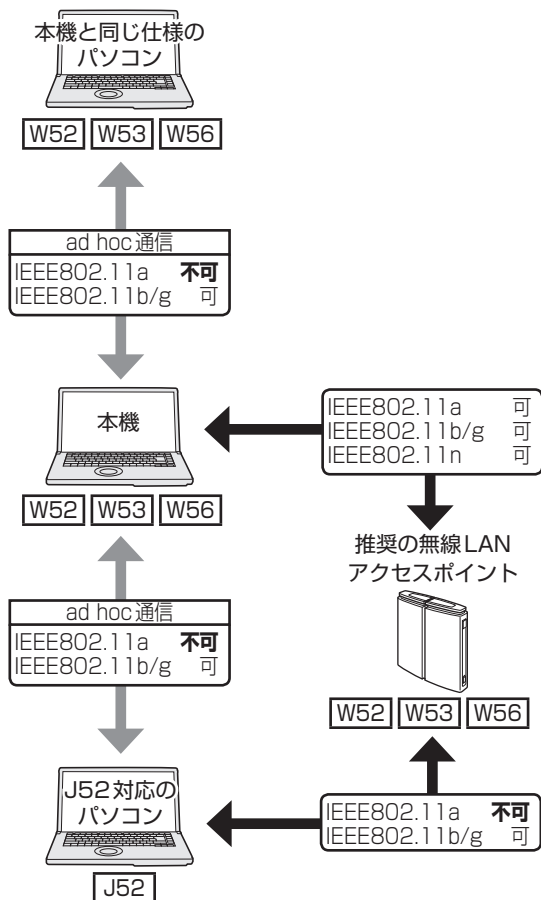 本機と同じ仕様の
パソコン
W52 W53 W56
ad hoc通信
IEEE802.11a 不可
IEEE802.11b/g 可
本機
W52 W53 W56
IEEE802.11a 可
IEEE802.11b/g 可
IEEE802.11n 可
推奨の無線LAN
アクセスポイント
W52 W53 W56
ad hoc通信
IEEE802.11a 不可
IEEE802.11b/g 可
J52対応の
パソコン
J52
IEEE802.11a 不可
IEEE802.11b/g 可